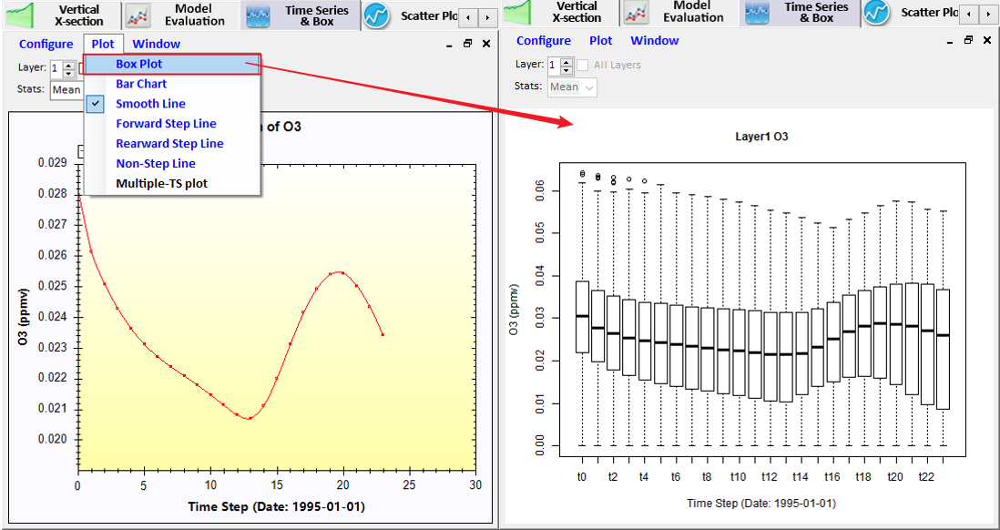 Vertical
X-section
Model
Evaluation
Time Series
& Box
Scatter Plo
Configure Plot Window
Layer: 1
Stats: Mean
Box Plot
Bar Chart
Smooth Line
Forward Step Line
Rearward Step Line
Non-Step Line
Multiple-TS plot
of O3
0.029
0.028
0.027
0.026
0.025
0.024
0.023
0.022
0.021
0.020
O3 (ppmv)
0 5 10 15 20 25 30
Time Step (Date: 1995-01-01)
Vertical
X-section
Model
Evaluation
Time Series
& Box
Scatter Plo
Configure Plot Window
Layer: 1 All Layers
Stats: Mean
Layer1 O3
0.06
0.05
0.04
0.03
0.02
0.01
0.00
O3 (ppmv)
t0 t2 t4 t6 t8 t10 t12 t14 t16 t18 t20 t22
Time Step (Date: 1995-01-01)